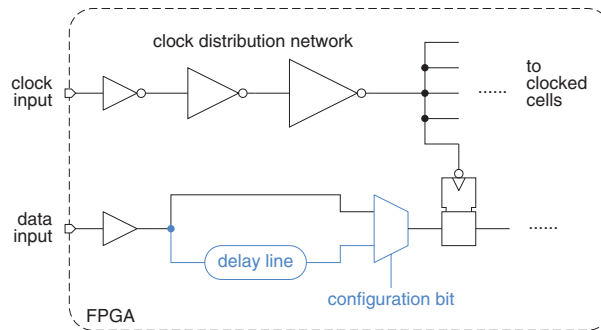 clock distribution network
clock
input
to
clocked
cells
......
data
input
......
delay line
configuration bit
FPGA